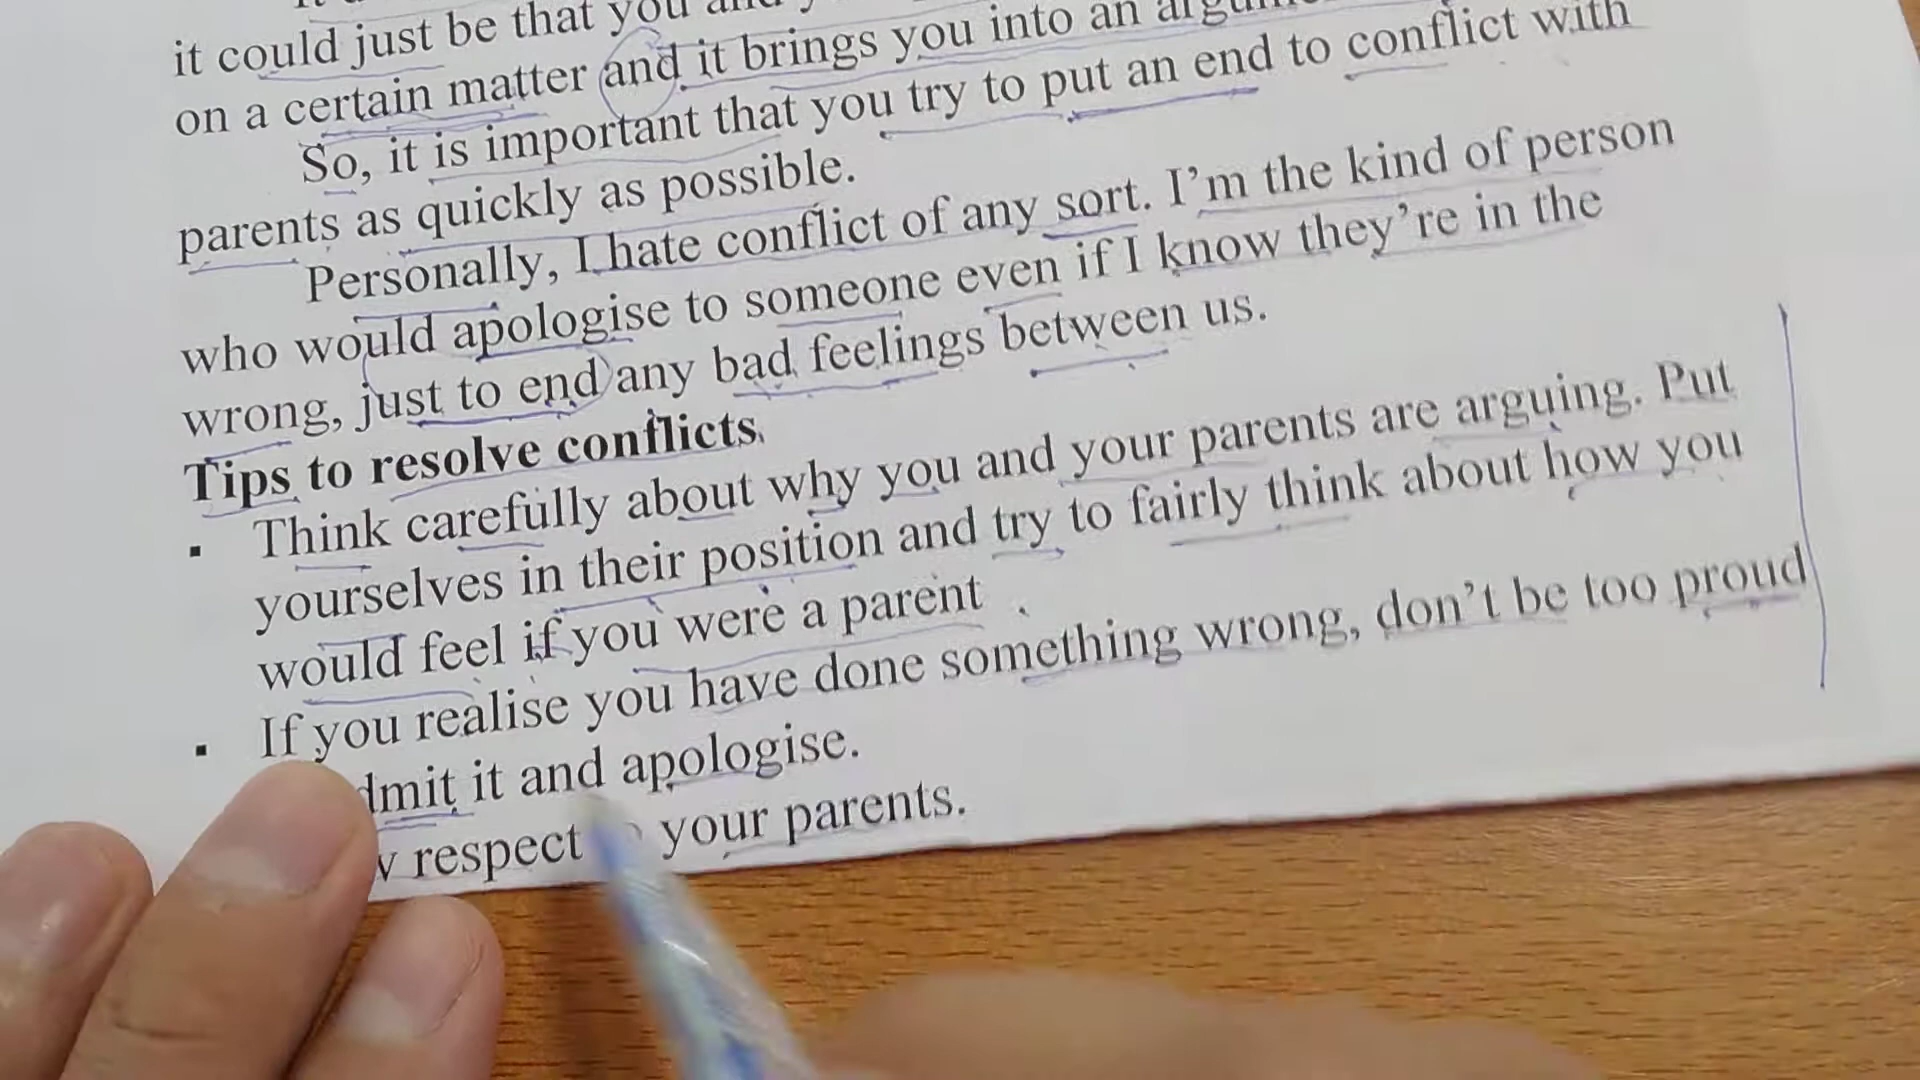 it could just be that you and
on a certain matter and it brings you into an
So, it is important that you try to put an end to conflict with
parents as quickly as possible.
Personally, I hate conflict of any sort. I'm the kind of person
who would apologise to someone even if I know they're in the
wrong, just to end any bad feelings between us.
Tips to resolve conflicts.
▪ Think carefully about why you and your parents are arguing. Put
yourselves in their position and try to fairly think about how you
would feel if you were a parent .
▪ If you realise you have done something wrong, don't be too proud
it and apologise.
respect your parents.